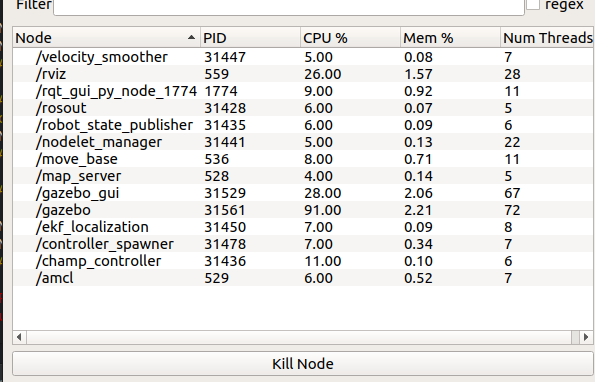 Filter regex
Node PID CPU % Mem % Num Threads
/velocity_smoother 31447 5.00 0.08 7
/rviz 559 26.00 1.57 28
/rqt_gui_py_node_1774 1774 9.00 0.92 11
/rosout 31428 6.00 0.07 5
/robot_state_publisher 31435 6.00 0.09 6
/nodelet_manager 31441 5.00 0.13 22
/move_base 536 8.00 0.71 11
/map_server 528 4.00 0.14 5
/gazebo_gui 31529 28.00 2.06 67
/gazebo 31561 91.00 2.21 72
/ekf_localization 31450 7.00 0.09 8
/controller_spawner 31478 7.00 0.34 7
/champ_controller 31436 11.00 0.10 6
/amcl 529 6.00 0.52 7
Kill Node